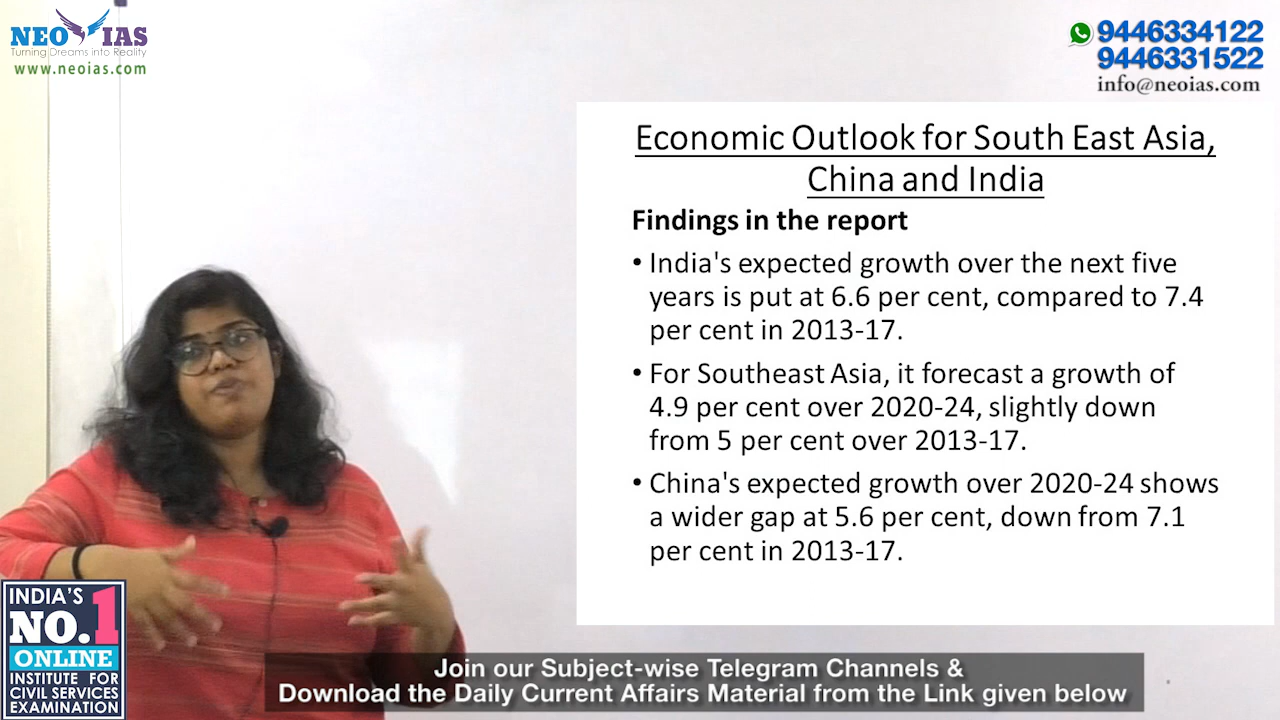 NEO IAS
Turning Dreams into Reality
www.neoias.com
9446334122
9446331522
info@neoias.com
Economic Outlook for South East Asia,
China and India
Findings in the report
• India's expected growth over the next five
years is put at 6.6 per cent, compared to 7.4
per cent in 2013-17.
• For Southeast Asia, it forecast a growth of
4.9 per cent over 2020-24, slightly down
from 5 per cent over 2013-17.
• China's expected growth over 2020-24 shows
a wider gap at 5.6 per cent, down from 7.1
per cent in 2013-17.
INDIA'S
NO.1
ONLINE
INSTITUTE FOR
CIVIL SERVICES
EXAMINATION
Join our Subject-wise Telegram Channels &
Download the Daily Current Affairs Material from the Link given below